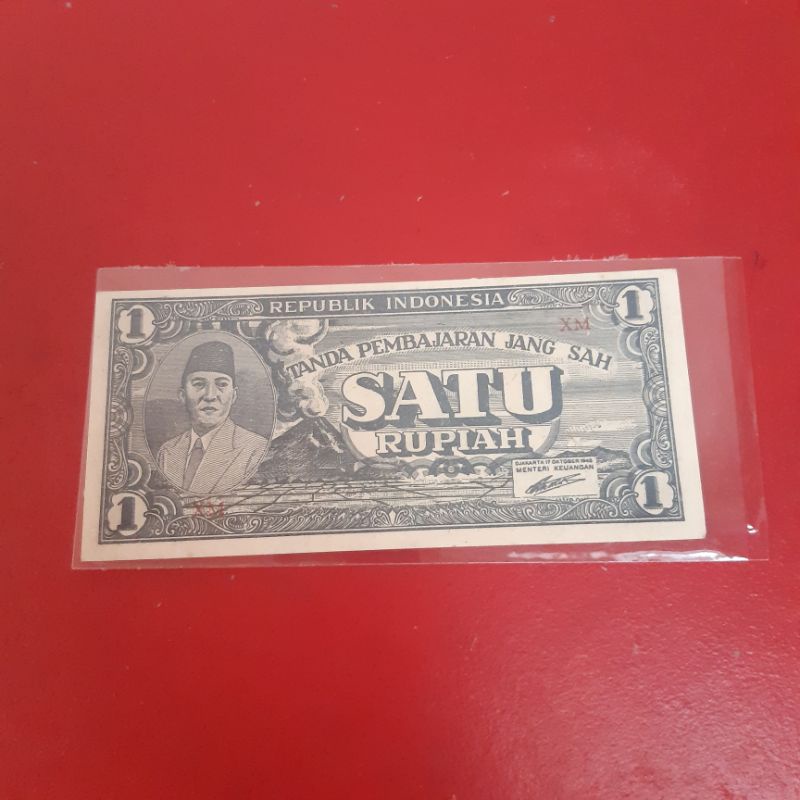 1
REPUBLIK INDONESIA
1
XM
TANDA PEMBAJARAN JANG SAH
SATU
RUPIAH
DJAKARTA 17 OKTOBER 1945
MENTERI KEUANGAN
1
XM
1